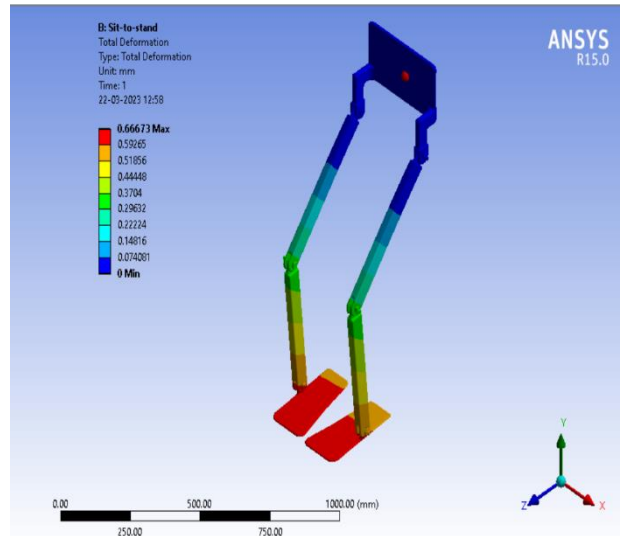 B: Sit-to-stand
Total Deformation
Type: Total Deformation
Unit: mm
Time: 1
22-03-2023 12:58
0.66673 Max
0.59265
0.51856
0.44448
0.3704
0.29632
0.22224
0.14816
0.074081
0 Min
ANSYS
R15.0
0.00 500.00 1000.00 (mm)
250.00 750.00
Y
Z X